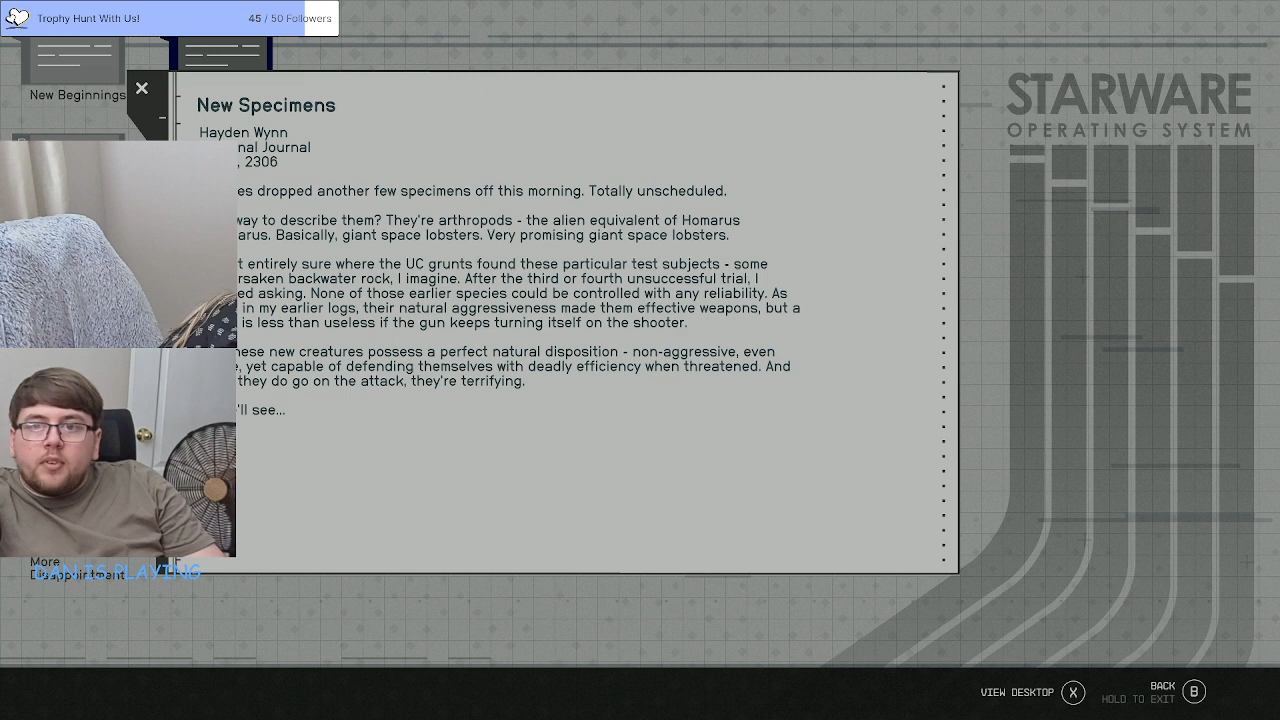 Trophy Hunt With Us!
45 / 50 Followers
New Beginnings
STARWARE
OPERATING SYSTEM
New Specimens
Hayden Wynn
nal Journal
, 2306
es dropped another few specimens off this morning. Totally unscheduled.
way to describe them? They're arthropods - the alien equivalent of Homarus
arus. Basically, giant space lobsters. Very promising giant space lobsters.
t entirely sure where the UC grunts found these particular test subjects - some
rsaken backwater rock, I imagine. After the third or fourth unsuccessful trial, I
ed asking. None of those earlier species could be controlled with any reliability. As
in my earlier logs, their natural aggressiveness made them effective weapons, but a
is less than useless if the gun keeps turning itself on the shooter.
hese new creatures possess a perfect natural disposition - non-aggressive, even
, yet capable of defending themselves with deadly efficiency when threatened. And
they do go on the attack, they're terrifying.
'll see...
More
Disappointment
DAN IS PLAYING
VIEW DESKTOP X
BACK B
HOLD TO EXIT